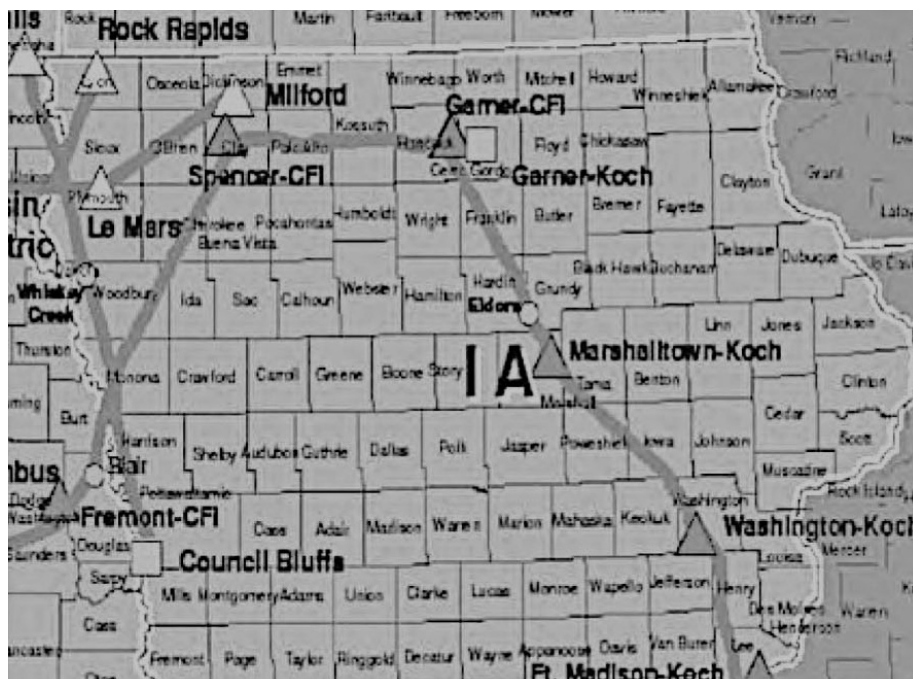 Rock
Martin
Faribault
Freeborn
Mower
Vernon
Rock Rapids
Richland
Lyon
Osceola
Dickinson
Emmet
Winnebago
Worth
Mitchell
Howard
Winneshiek
Allamakee
Crawford
Milford
Garner-CFI
Kossuth
Sioux
O'Brien
Clay
Palo Alto
Hancock
Cerro Gordo
Floyd
Chickasaw
Grant
Spencer-CFI
Garner-Koch
Clayton
Plymouth
Le Mars
Cherokee
Buena Vista
Pocahontas
Humboldt
Wright
Franklin
Butler
Bremer
Fayette
Whiskey
Creek
Woodbury
Ida
Sac
Calhoun
Webster
Hamilton
Hardin
Grundy
Black Hawk
Buchanan
Delaware
Dubuque
Eldora
Thurston
Linn
Jones
Jackson
IA
Marshalltown-Koch
Monona
Crawford
Carroll
Greene
Boone
Story
Marshall
Tama
Benton
Clinton
Cedar
Burt
Harrison
Shelby
Audubon
Guthrie
Dallas
Polk
Jasper
Poweshiek
Iowa
Johnson
Scott
Muscatine
Rock Island
Blair
Dodge
Washington
Pottawattamie
Fremont-CFI
Cass
Adair
Madison
Warren
Marion
Mahaska
Keokuk
Washington
Washington-Koch
Saunders
Douglas
Council Bluffs
Louisa
Mercer
Sarpy
Mills
Montgomery
Adams
Union
Clarke
Lucas
Monroe
Wapello
Jefferson
Henry
Des Moines
Henderson
Warren
Cass
Fremont
Page
Taylor
Ringgold
Decatur
Wayne
Appanoose
Davis
Van Buren
Lee
Otoe
Ft. Madison-Koch